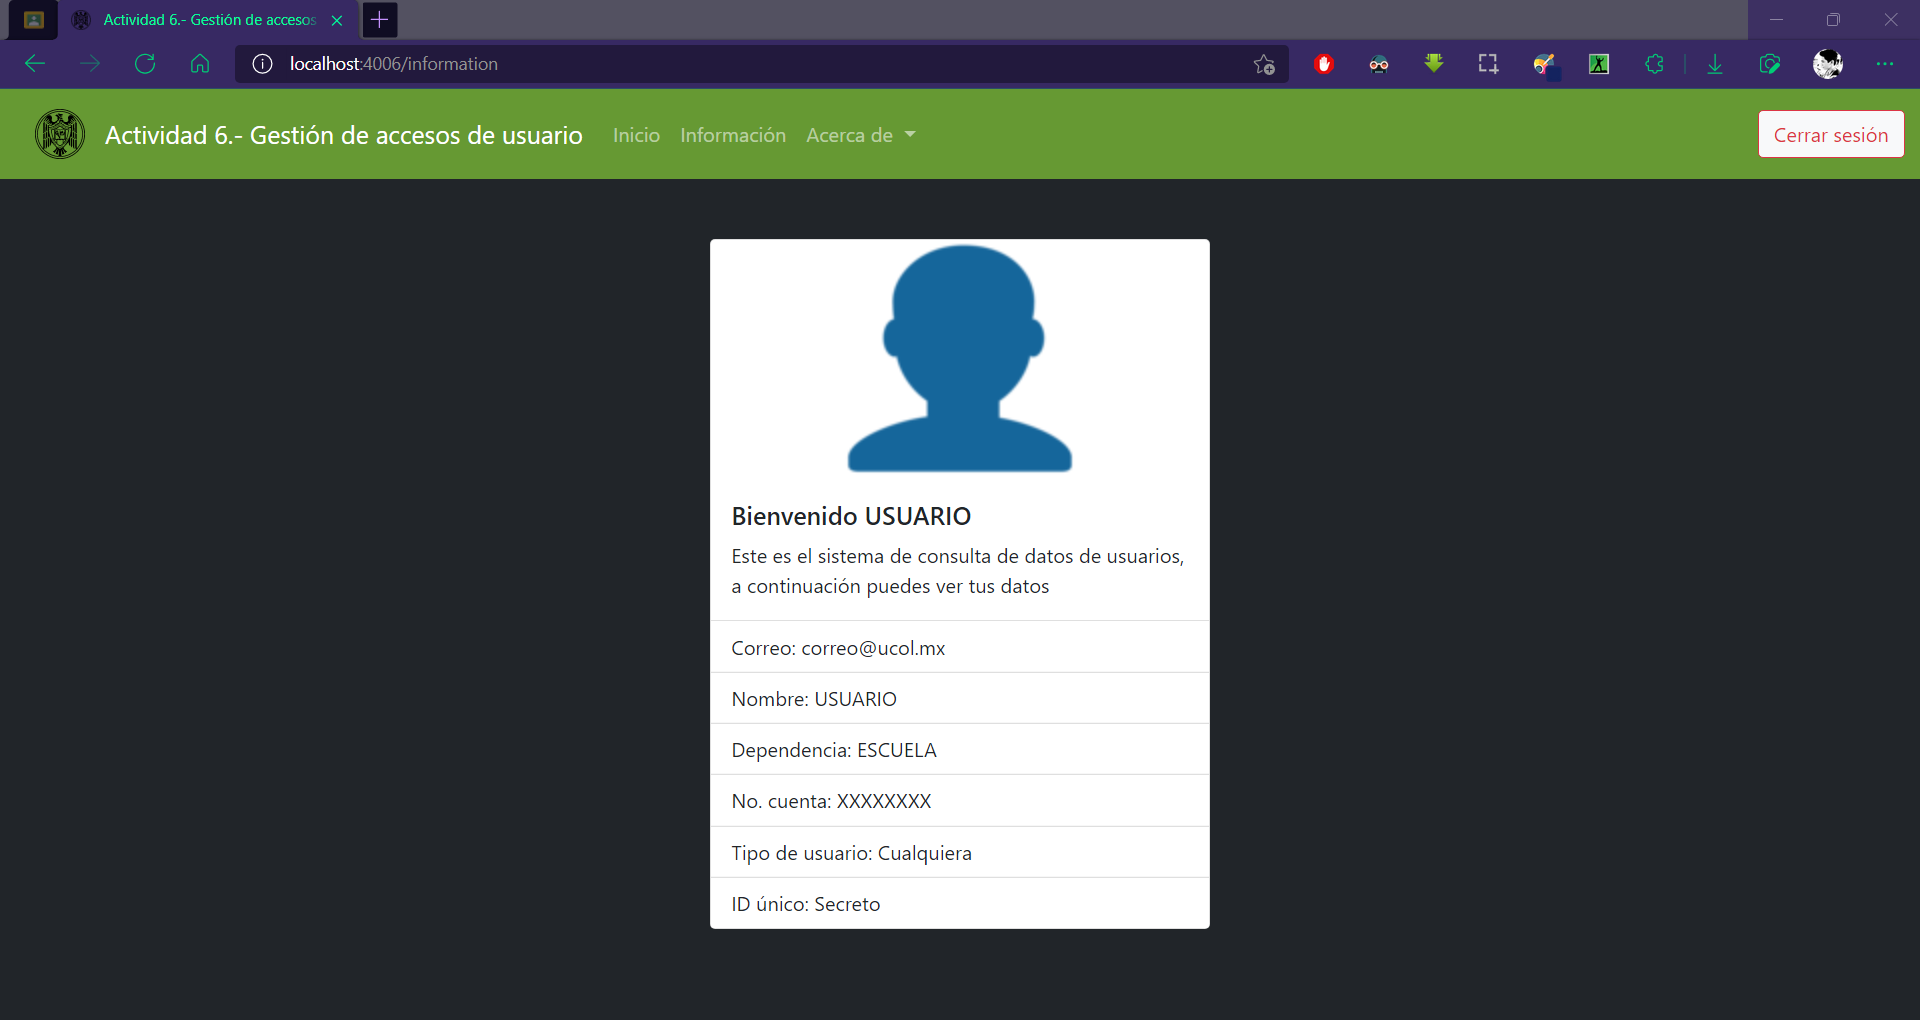 Actividad 6.- Gestión de accesos
localhost:4006/information
Actividad 6.- Gestión de accesos de usuario
Inicio
Información
Acerca de
Cerrar sesión
Bienvenido USUARIO
Este es el sistema de consulta de datos de usuarios,
a continuación puedes ver tus datos
Correo: correo@ucol.mx
Nombre: USUARIO
Dependencia: ESCUELA
No. cuenta: XXXXXXXX
Tipo de usuario: Cualquiera
ID único: Secreto